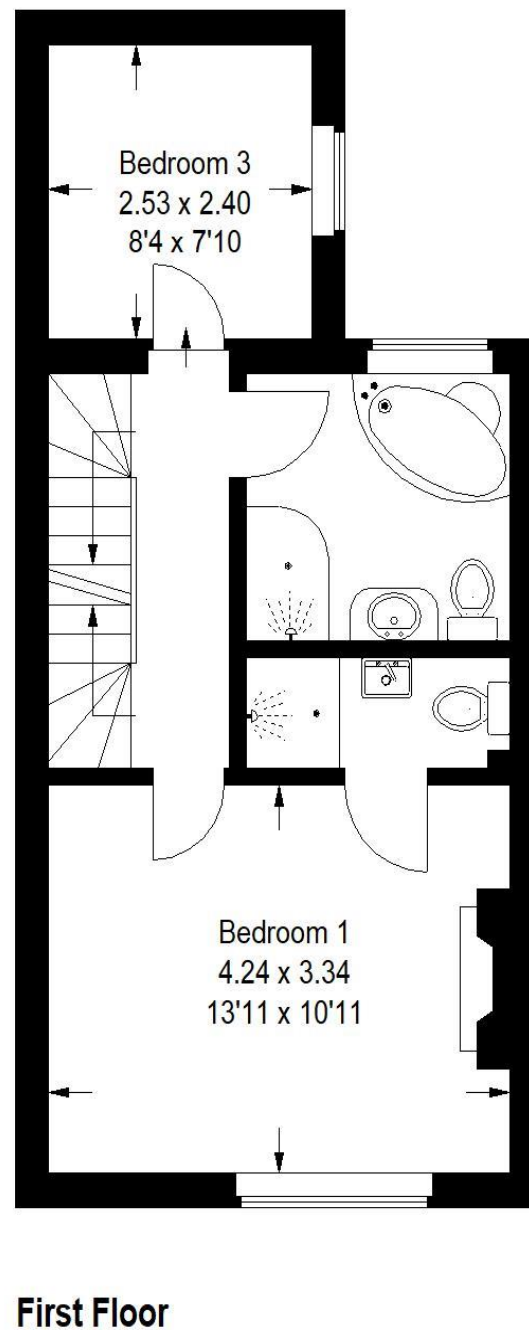 Bedroom 3
2.53 x 2.40
8'4 x 7'10
Bedroom 1
4.24 x 3.34
13'11 x 10'11
First Floor